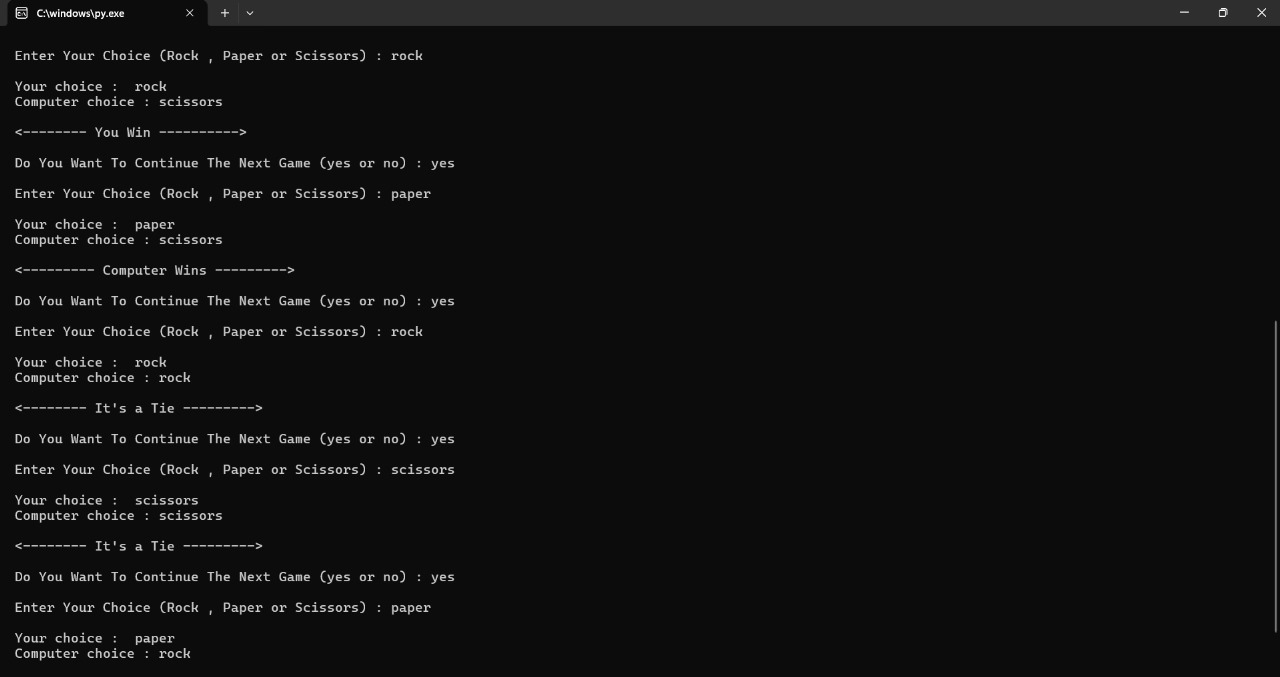 C:\windows\py.exe
Enter Your Choice (Rock , Paper or Scissors) : rock
Your choice :  rock
Computer choice : scissors
<-------- You Win ---------->
Do You Want To Continue The Next Game (yes or no) : yes
Enter Your Choice (Rock , Paper or Scissors) : paper
Your choice :  paper
Computer choice : scissors
<--------- Computer Wins --------->
Do You Want To Continue The Next Game (yes or no) : yes
Enter Your Choice (Rock , Paper or Scissors) : rock
Your choice :  rock
Computer choice : rock
<-------- It's a Tie --------->
Do You Want To Continue The Next Game (yes or no) : yes
Enter Your Choice (Rock , Paper or Scissors) : scissors
Your choice :  scissors
Computer choice : scissors
<-------- It's a Tie --------->
Do You Want To Continue The Next Game (yes or no) : yes
Enter Your Choice (Rock , Paper or Scissors) : paper
Your choice :  paper
Computer choice : rock